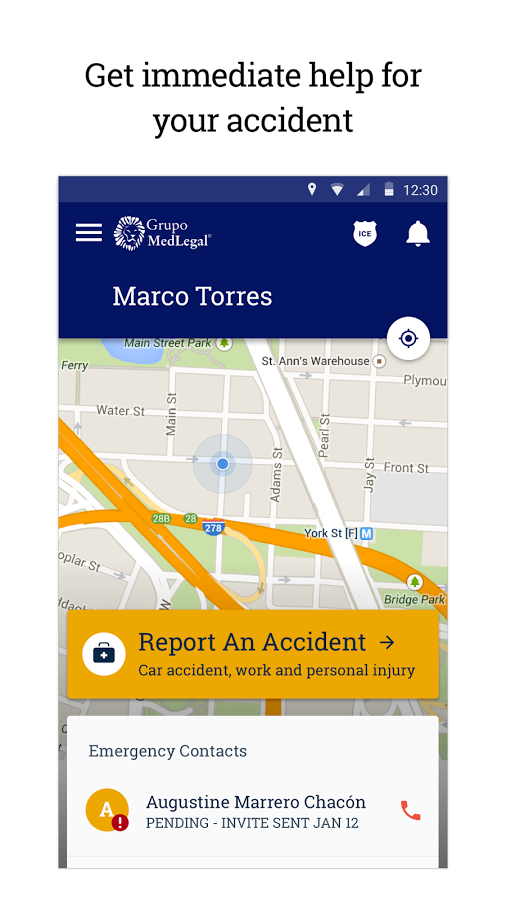 Get immediate help for
your accident
12:30
Grupo
MedLegal®
ICE
Marco Torres
Main Street Park
St. Ann's Warehouse
Ferry
Plymou
Water St
Main St
Pearl St
Adams St
Jay St
Front St
28B
28
278
York St [F] M
oplar St
Bridge Park
W
Report An Accident →
Car accident, work and personal injury
Emergency Contacts
A
!
Augustine Marrero Chacón
PENDING - INVITE SENT JAN 12